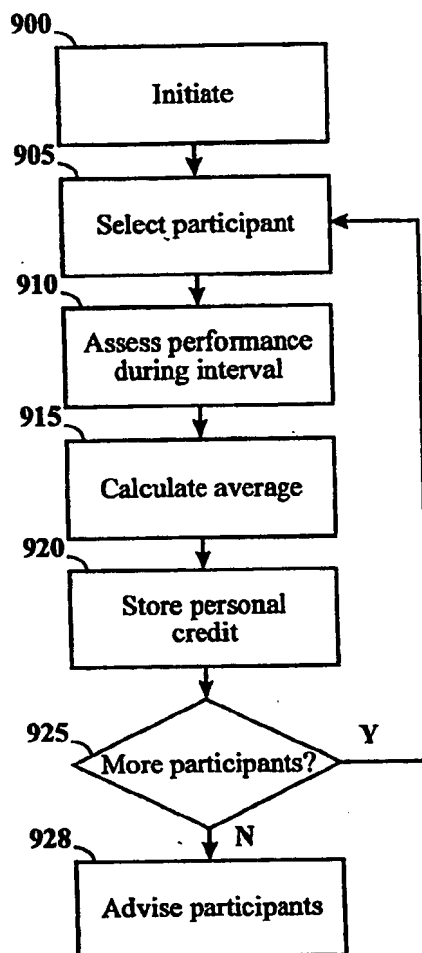 900
Initiate
905
Select participant
910
Assess performance
during interval
915
Calculate average
920
Store personal
credit
925
More participants?
Y
N
928
Advise participants